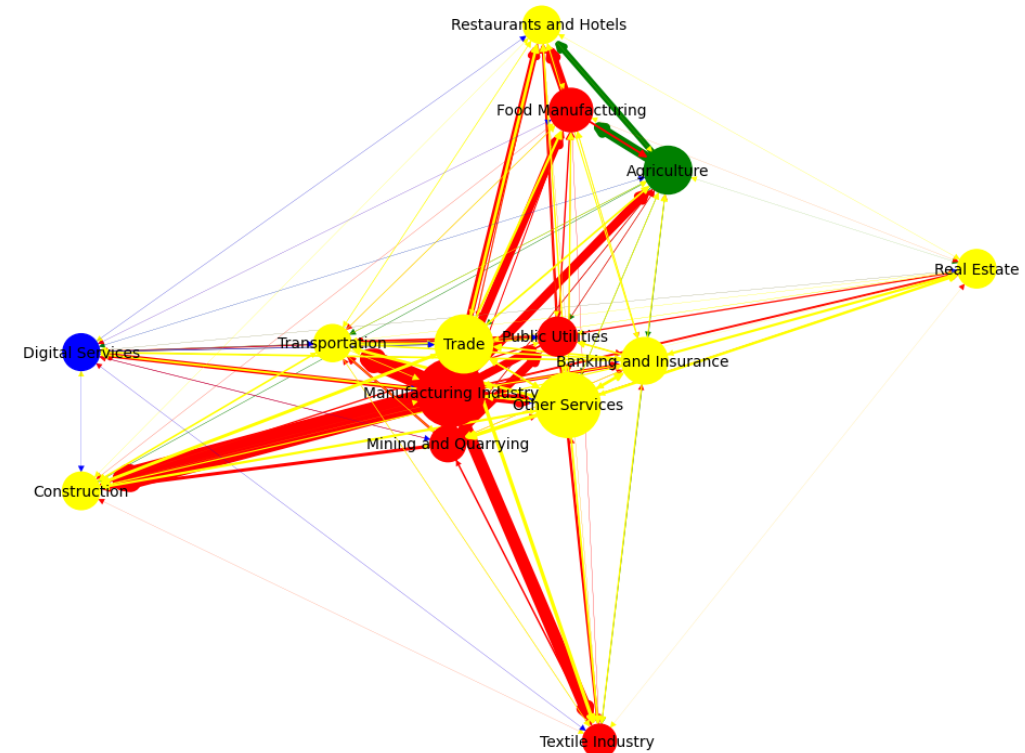 Restaurants and Hotels
Food Manufacturing
Agriculture
Real Estate
Public Utilities
Transportation
Trade
Digital Services
Banking and Insurance
Manufacturing Industry
Other Services
Mining and Quarrying
Construction
Textile Industry